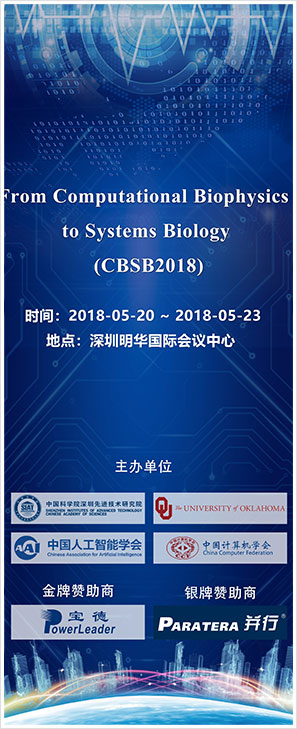 From Computational Biophysics
to Systems Biology
(CBSB2018)
时间：2018-05-20 ~ 2018-05-23
地点：深圳明华国际会议中心
主办单位
SIAT 中国科学院深圳先进技术研究院
SHENZHEN INSTITUTES OF ADVANCED TECHNOLOGY
CHINESE ACADEMY OF SCIENCES
The UNIVERSITY OF OKLAHOMA
CAAI 中国人工智能学会
Chinese Association for Artificial Intelligence
CCF 中国计算机学会
China Computer Federation
金牌赞助商
银牌赞助商
宝德
PowerLeader
PARATERA 并行